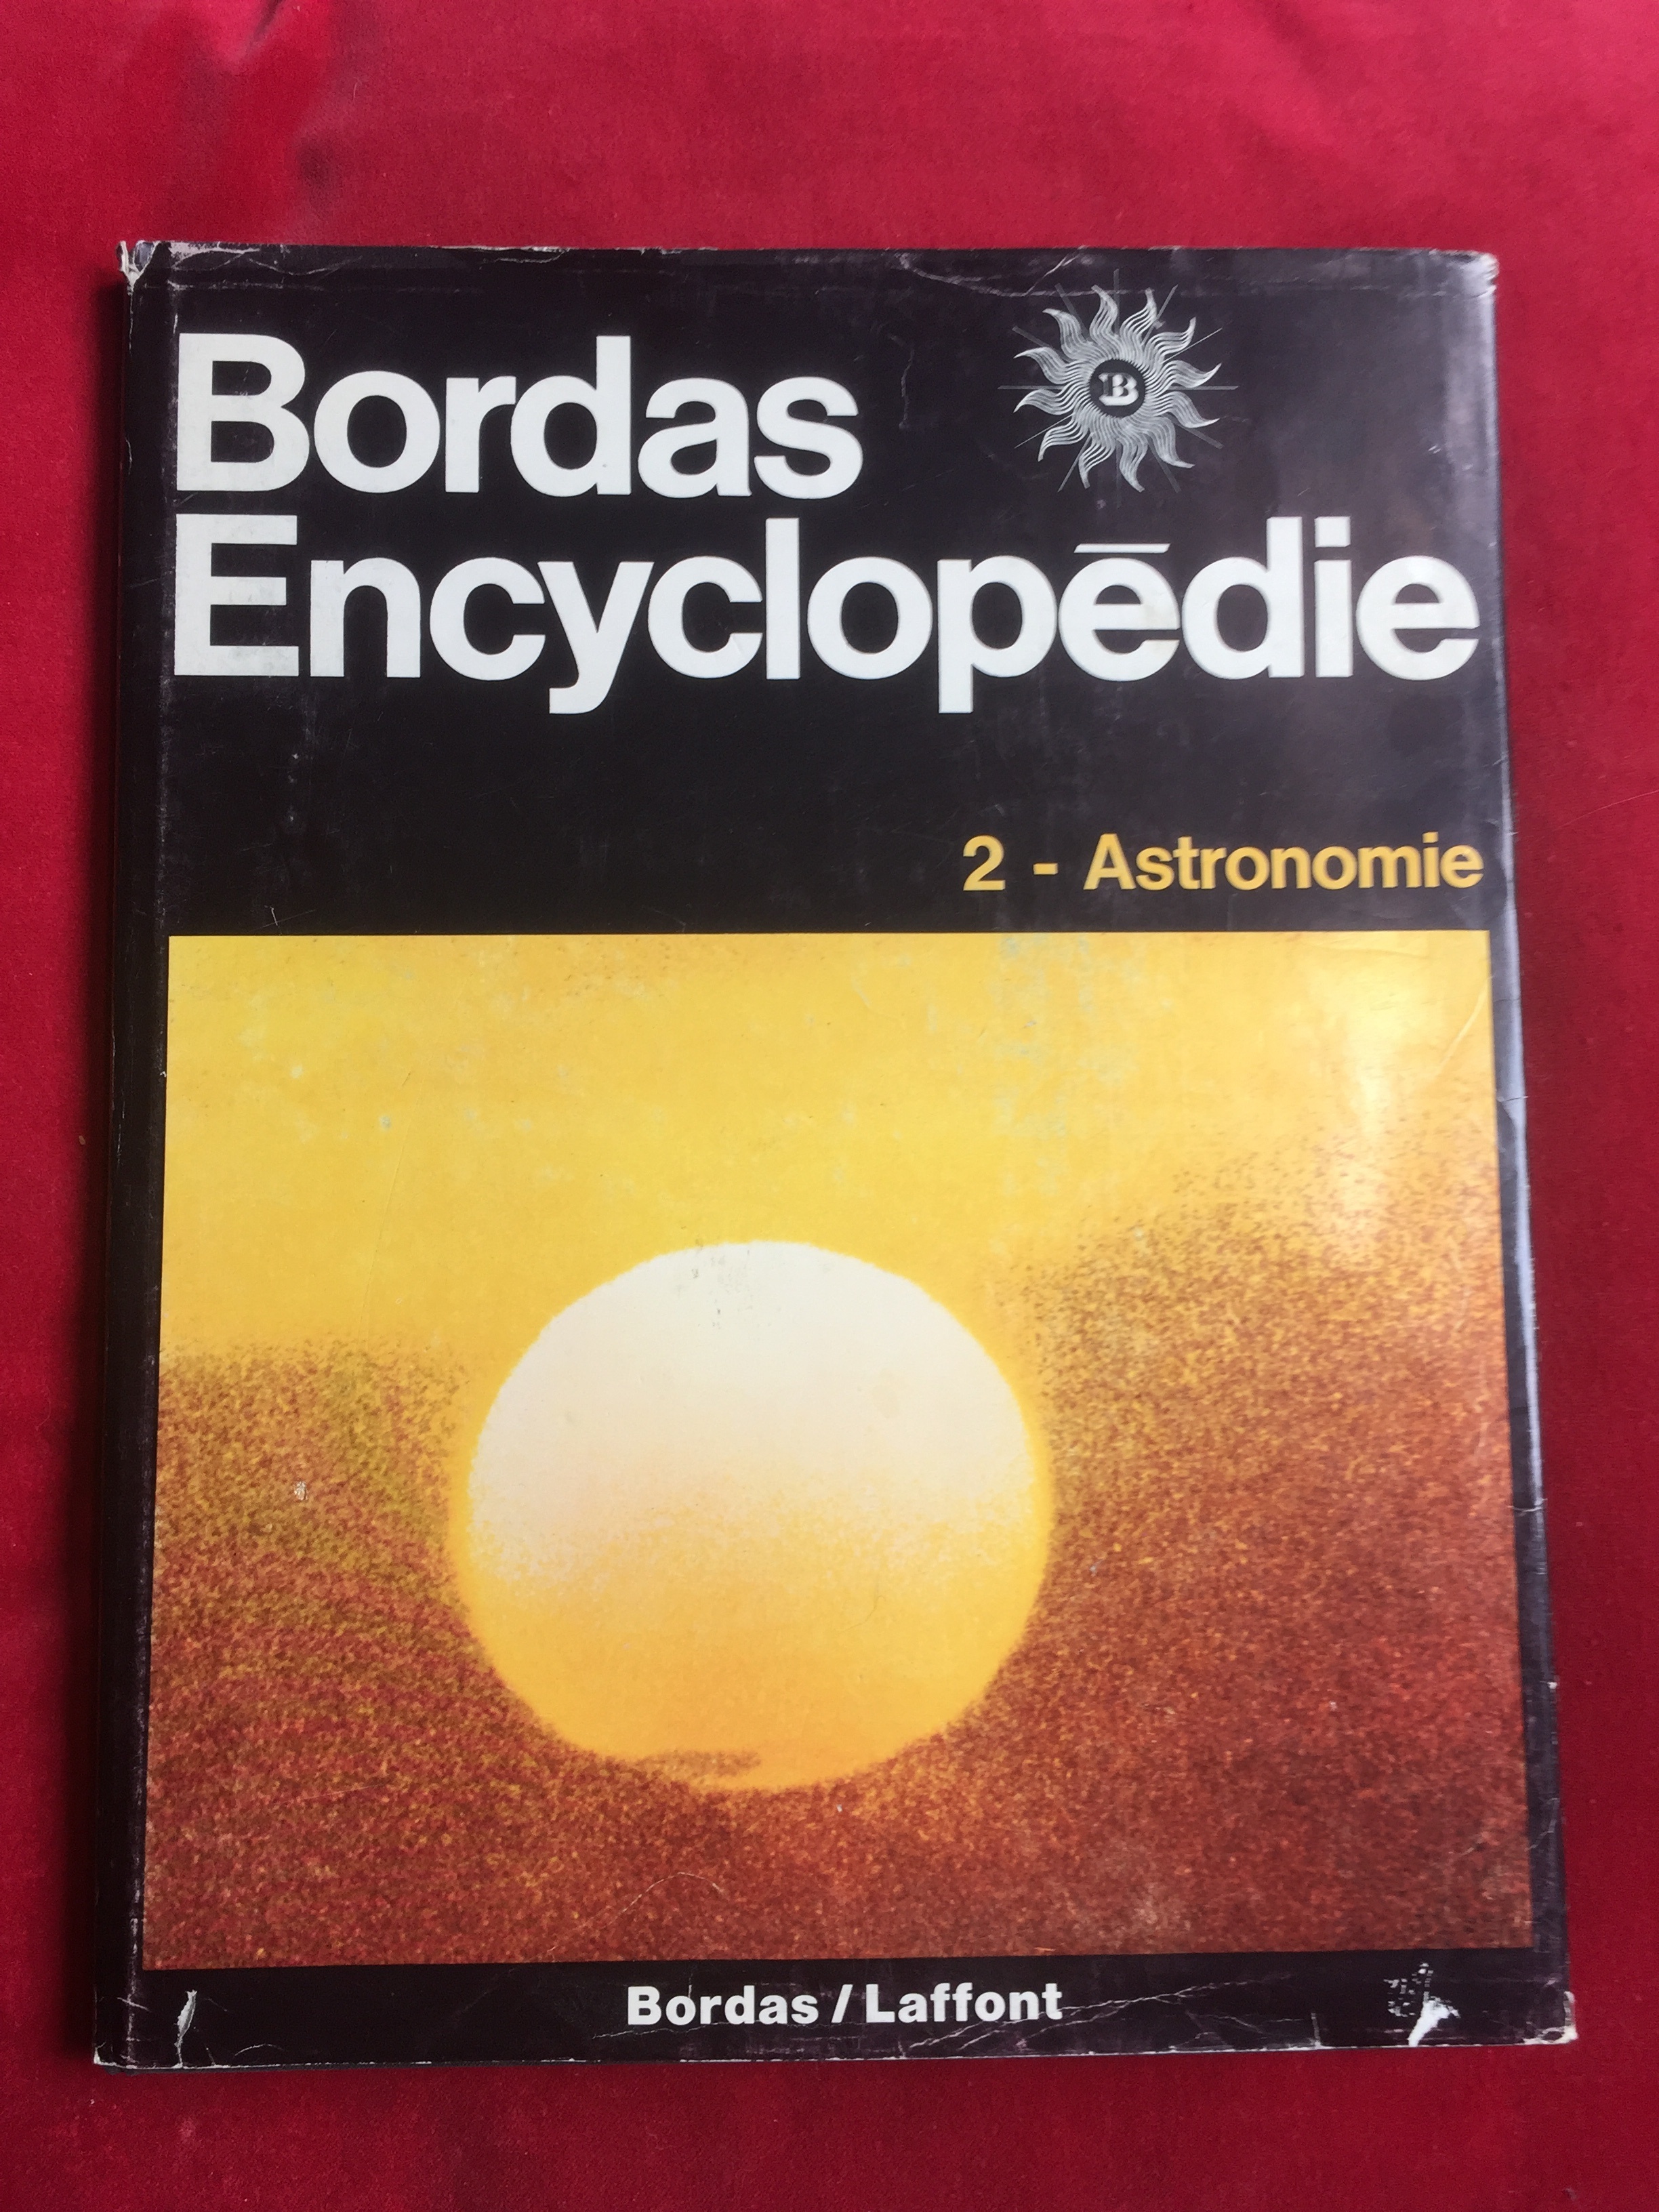 Bordas
B
Encyclopēdie
2 - Astronomie
Bordas / Laffont